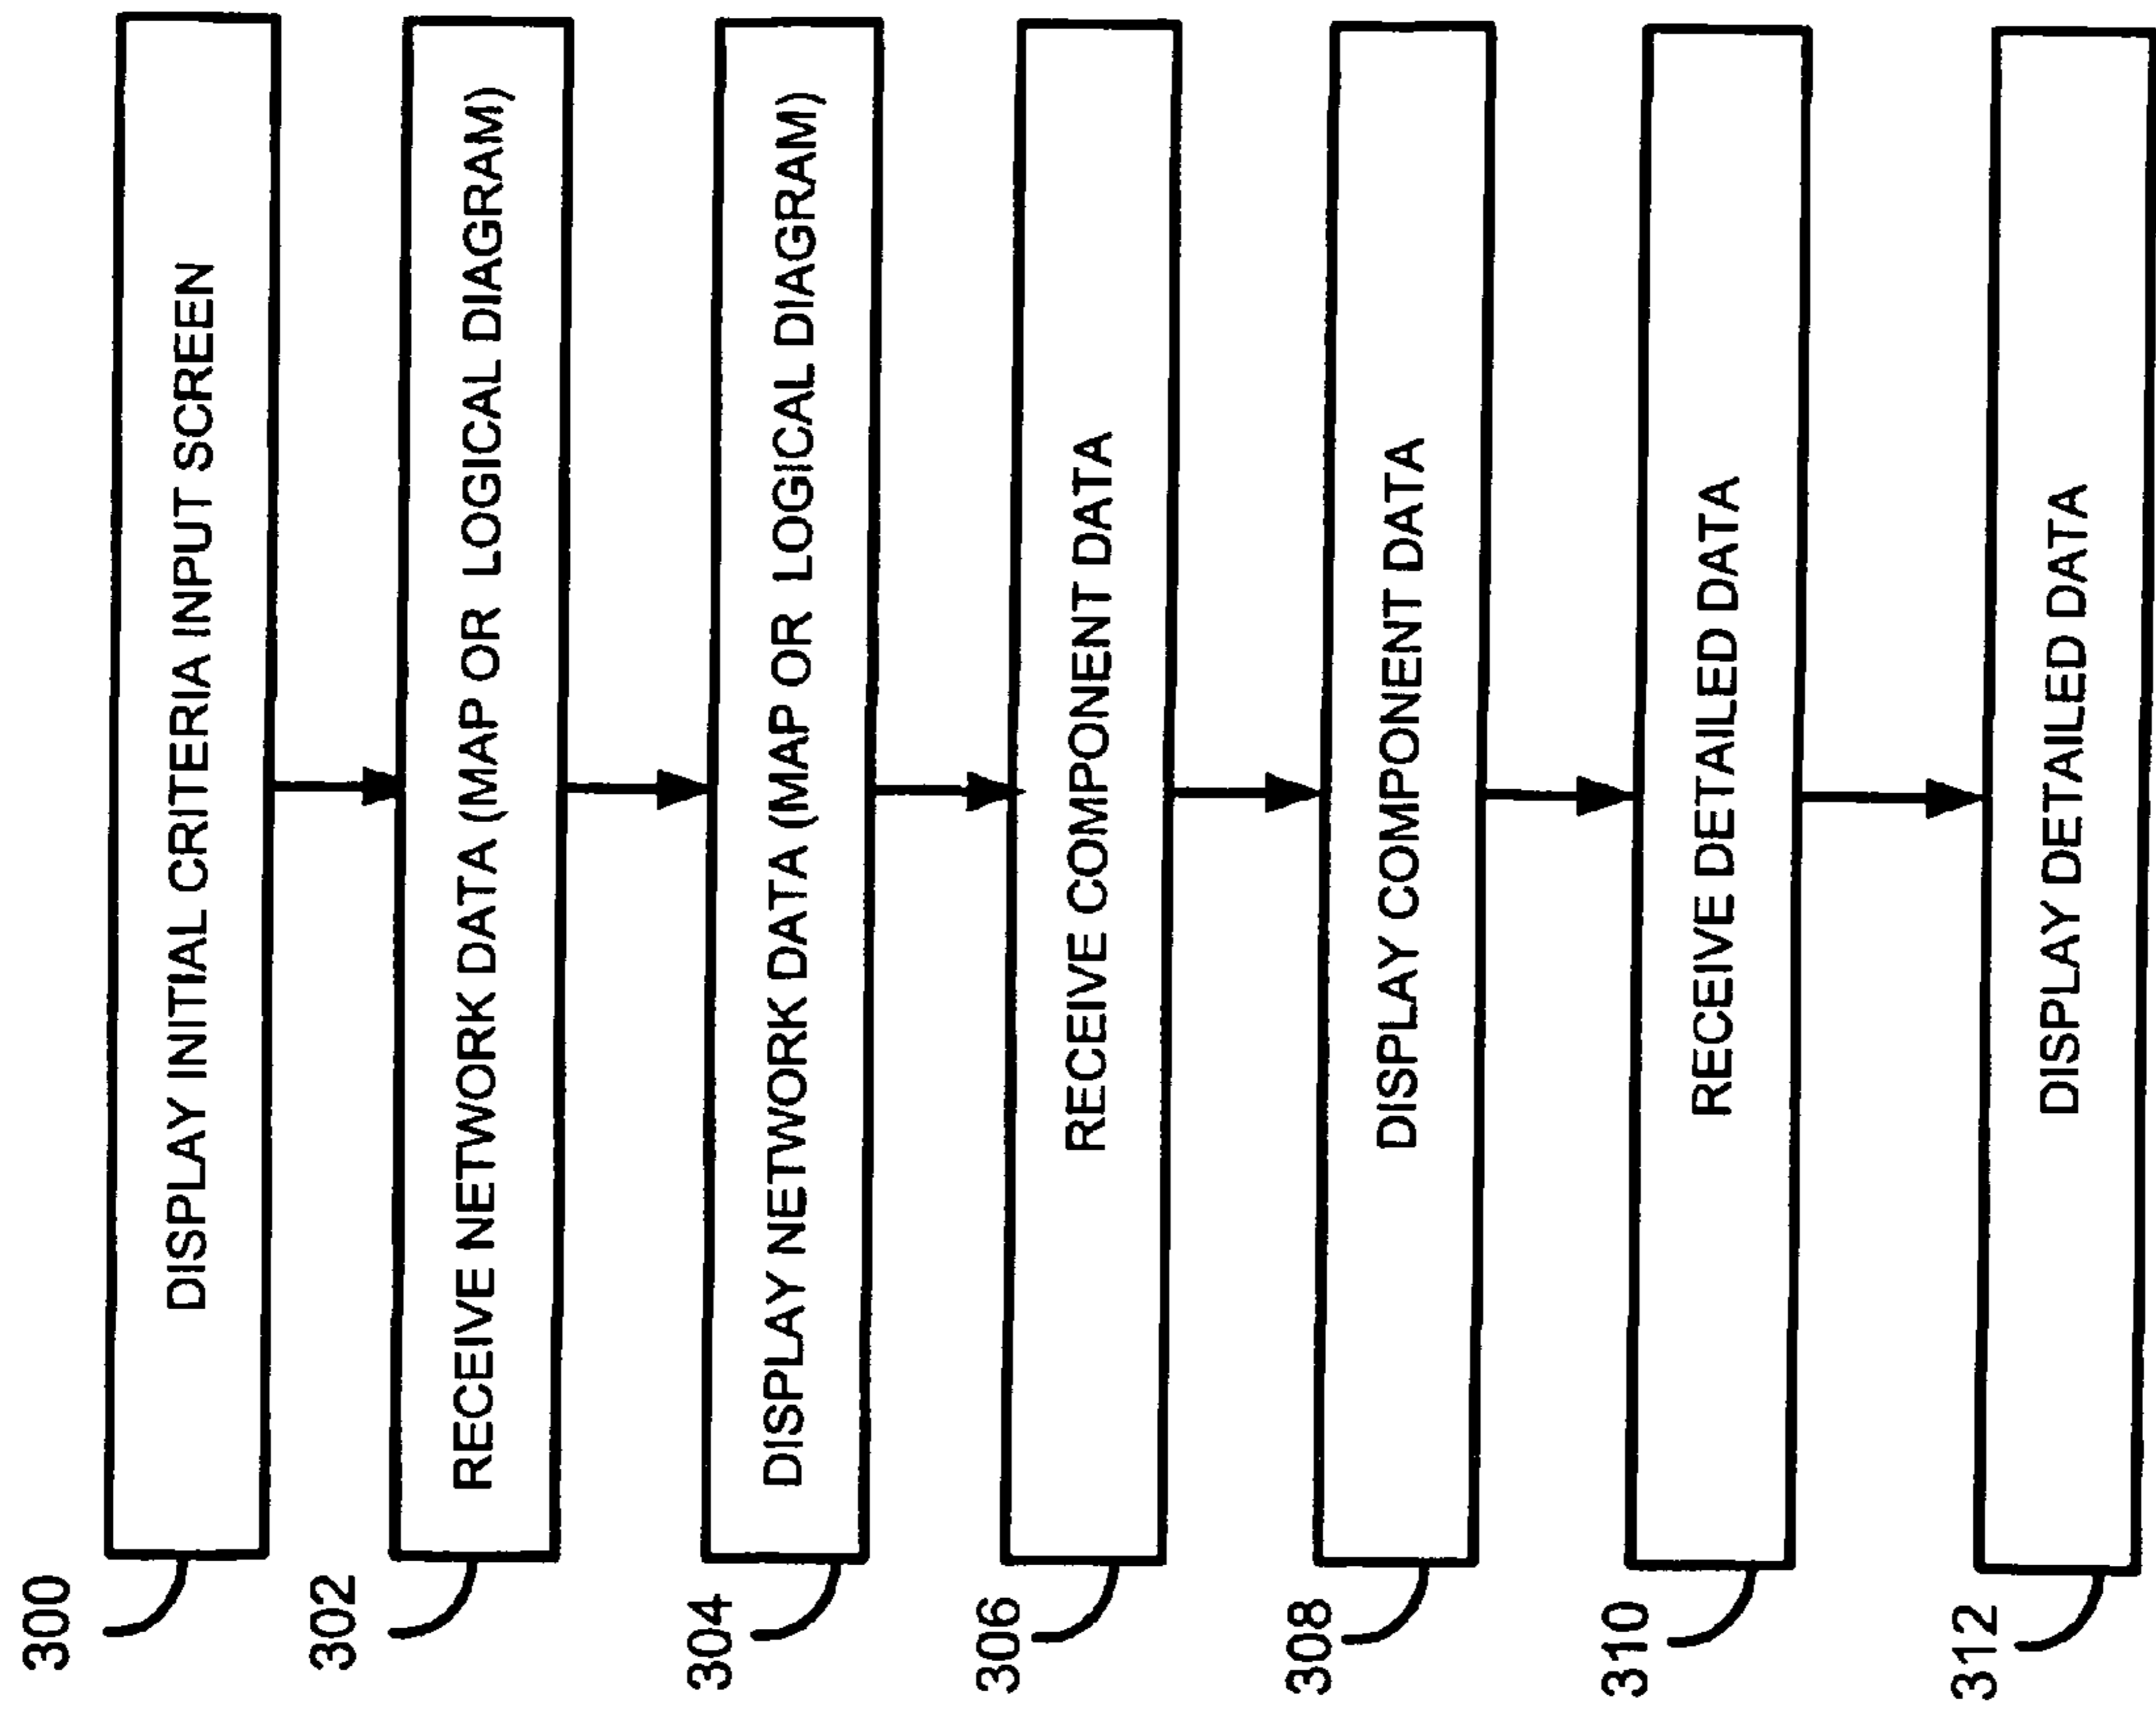 300
DISPLAY INITIAL CRITERIA INPUT SCREEN
302
RECEIVE NETWORK DATA (MAP OR LOGICAL DIAGRAM)
304
DISPLAY NETWORK DATA (MAP OR LOGICAL DIAGRAM)
306
RECEIVE COMPONENT DATA
308
DISPLAY COMPONENT DATA
310
RECEIVE DETAILED DATA
312
DISPLAY DETAILED DATA